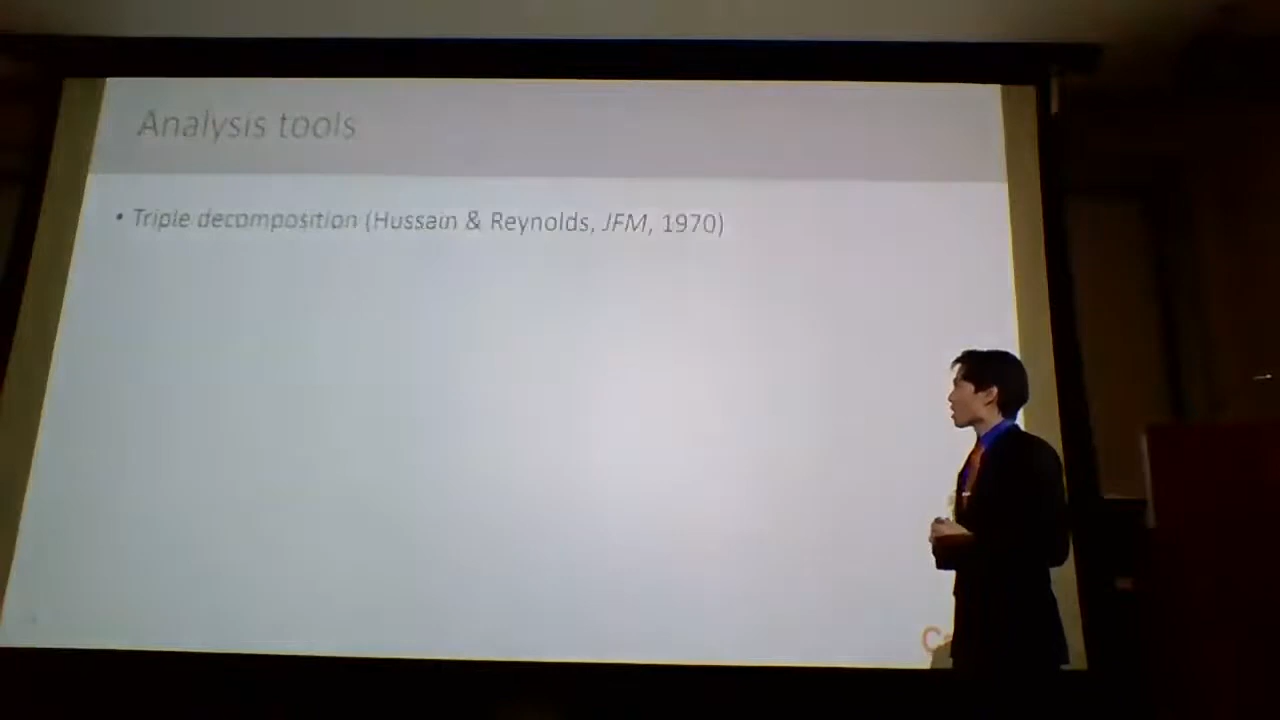 Analysis tools
• Triple decomposition (Hussain & Reynolds, JFM, 1970)